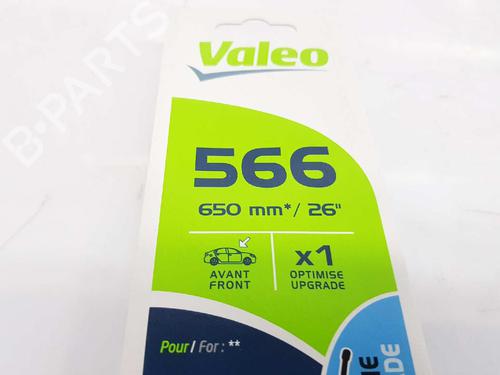 Valeo
566
650 mm*/ 26"
AVANT
FRONT
x1
OPTIMISE
UPGRADE
Pour/ For : **
B-PARTS